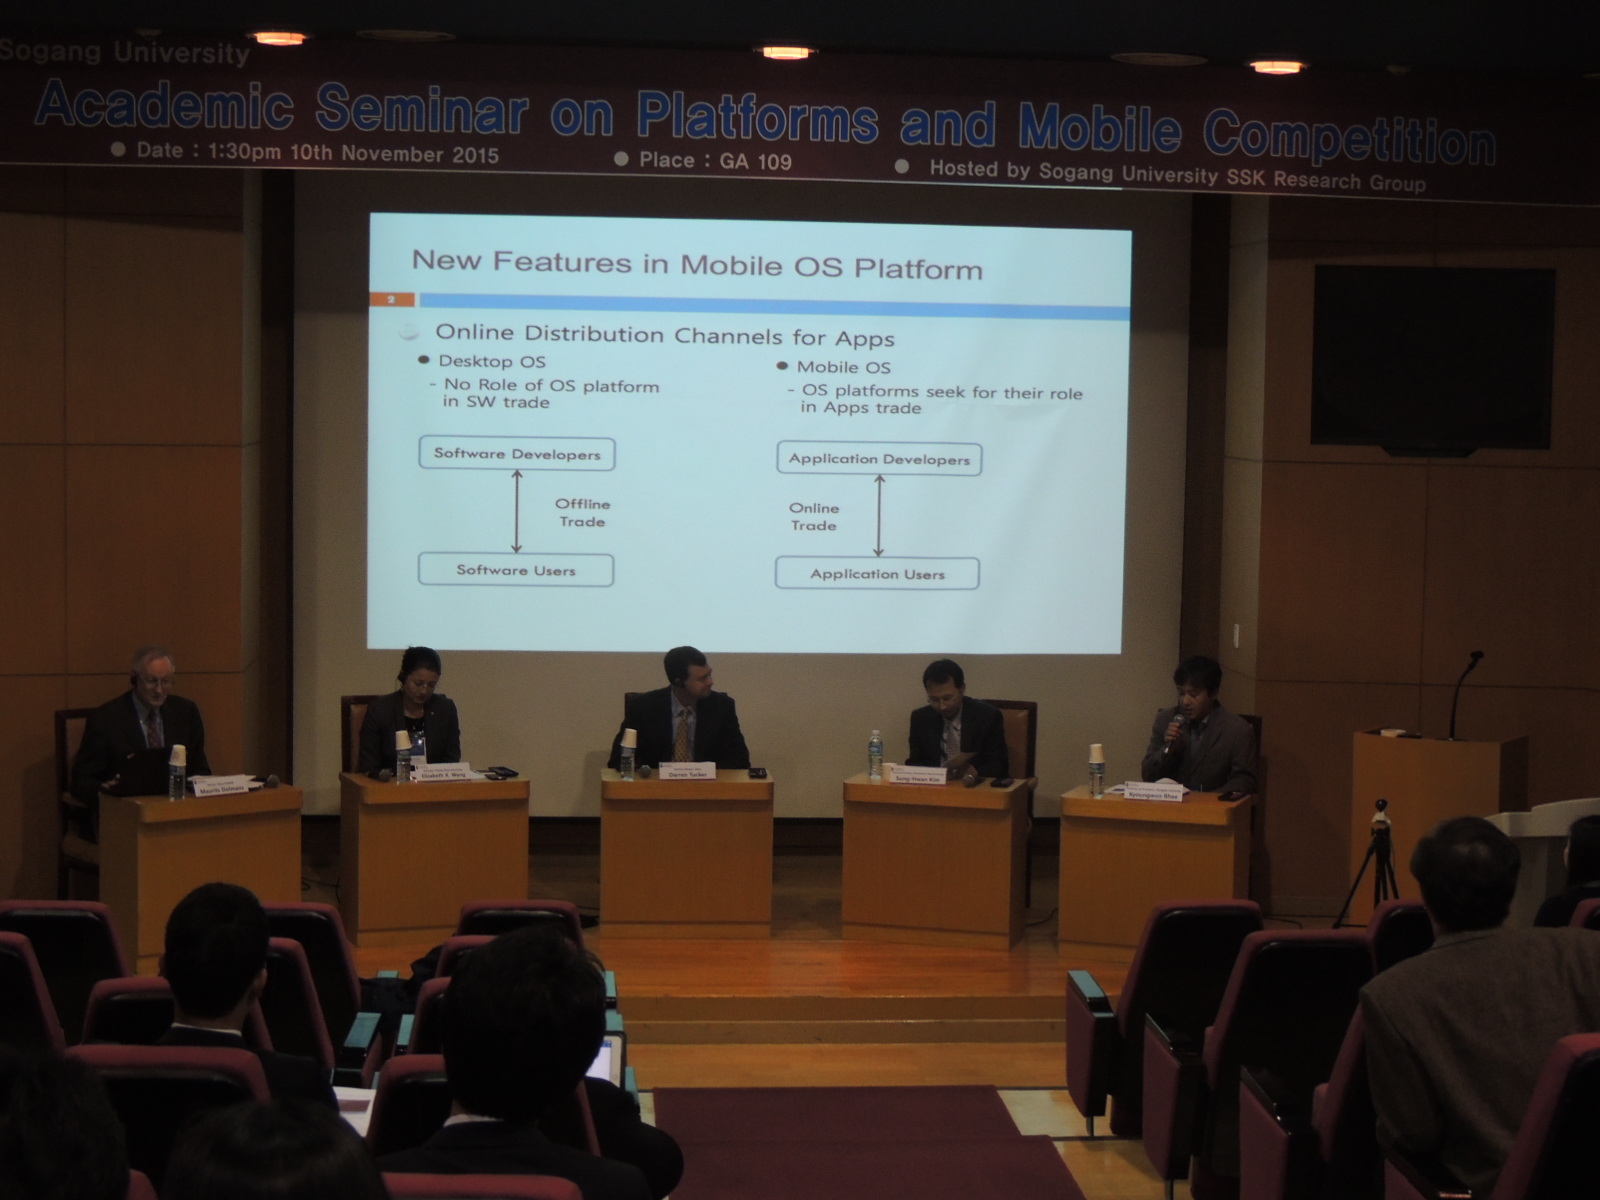 Sogang University
Academic Seminar on Platforms and Mobile Competition
Date : 1:30pm 10th November 2015
Place : GA 109
Hosted by Sogang University SSK Research Group
New Features in Mobile OS Platform
2
Online Distribution Channels for Apps
Desktop OS
- No Role of OS platform
in SW trade
Mobile OS
- OS platforms seek for their role
in Apps trade
Software Developers
Offline
Trade
Software Users
Application Developers
Online
Trade
Application Users
Maurits Dolmans
Elizabeth X. Wang
Darren Tucker
Sung-Hwan Kim
Byoungwon Rhee